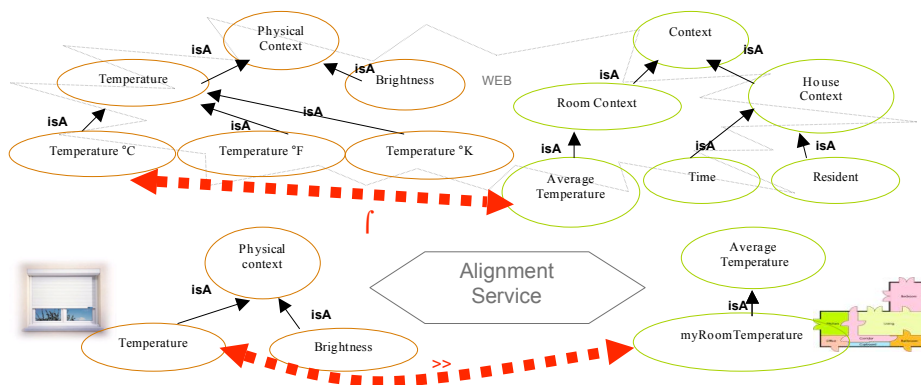 Physical
Context
isA
isA
Temperature
Brightness
isA
isA
isA
Temperature °C
Temperature °F
Temperature °K
WEB
Context
isA
isA
Room Context
House
Context
isA
isA
isA
Average
Temperature
Time
Resident
Physical
context
isA
isA
Temperature
Brightness
>>
Alignment
Service
Average
Temperature
isA
myRoomTemperature